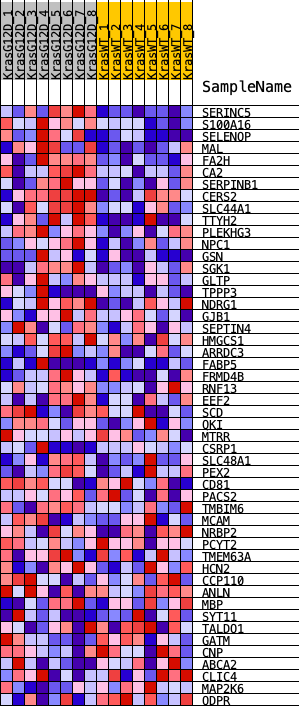 KrasG12D_1
KrasG12D_2
KrasG12D_3
KrasG12D_4
KrasG12D_5
KrasG12D_6
KrasG12D_7
KrasG12D_8
KrasWT_1
KrasWT_2
KrasWT_3
KrasWT_4
KrasWT_5
KrasWT_6
KrasWT_7
KrasWT_8
SampleName
SERINC5
S100A16
SELENOP
MAL
FA2H
CA2
SERPINB1
CERS2
SLC44A1
TTYH2
PLEKHG3
NPC1
GSN
SGK1
GLTP
TPPP3
NDRG1
GJB1
SEPTIN4
HMGCS1
ARRDC3
FABP5
FRMD4B
RNF13
EEF2
SCD
QKI
MTRR
CSRP1
SLC48A1
PEX2
CD81
PACS2
TMBIM6
MCAM
NRBP2
PCYT2
TMEM63A
HCN2
CCP110
ANLN
MBP
SYT11
TALDO1
GATM
CNP
ABCA2
CLIC4
MAP2K6
QDPR